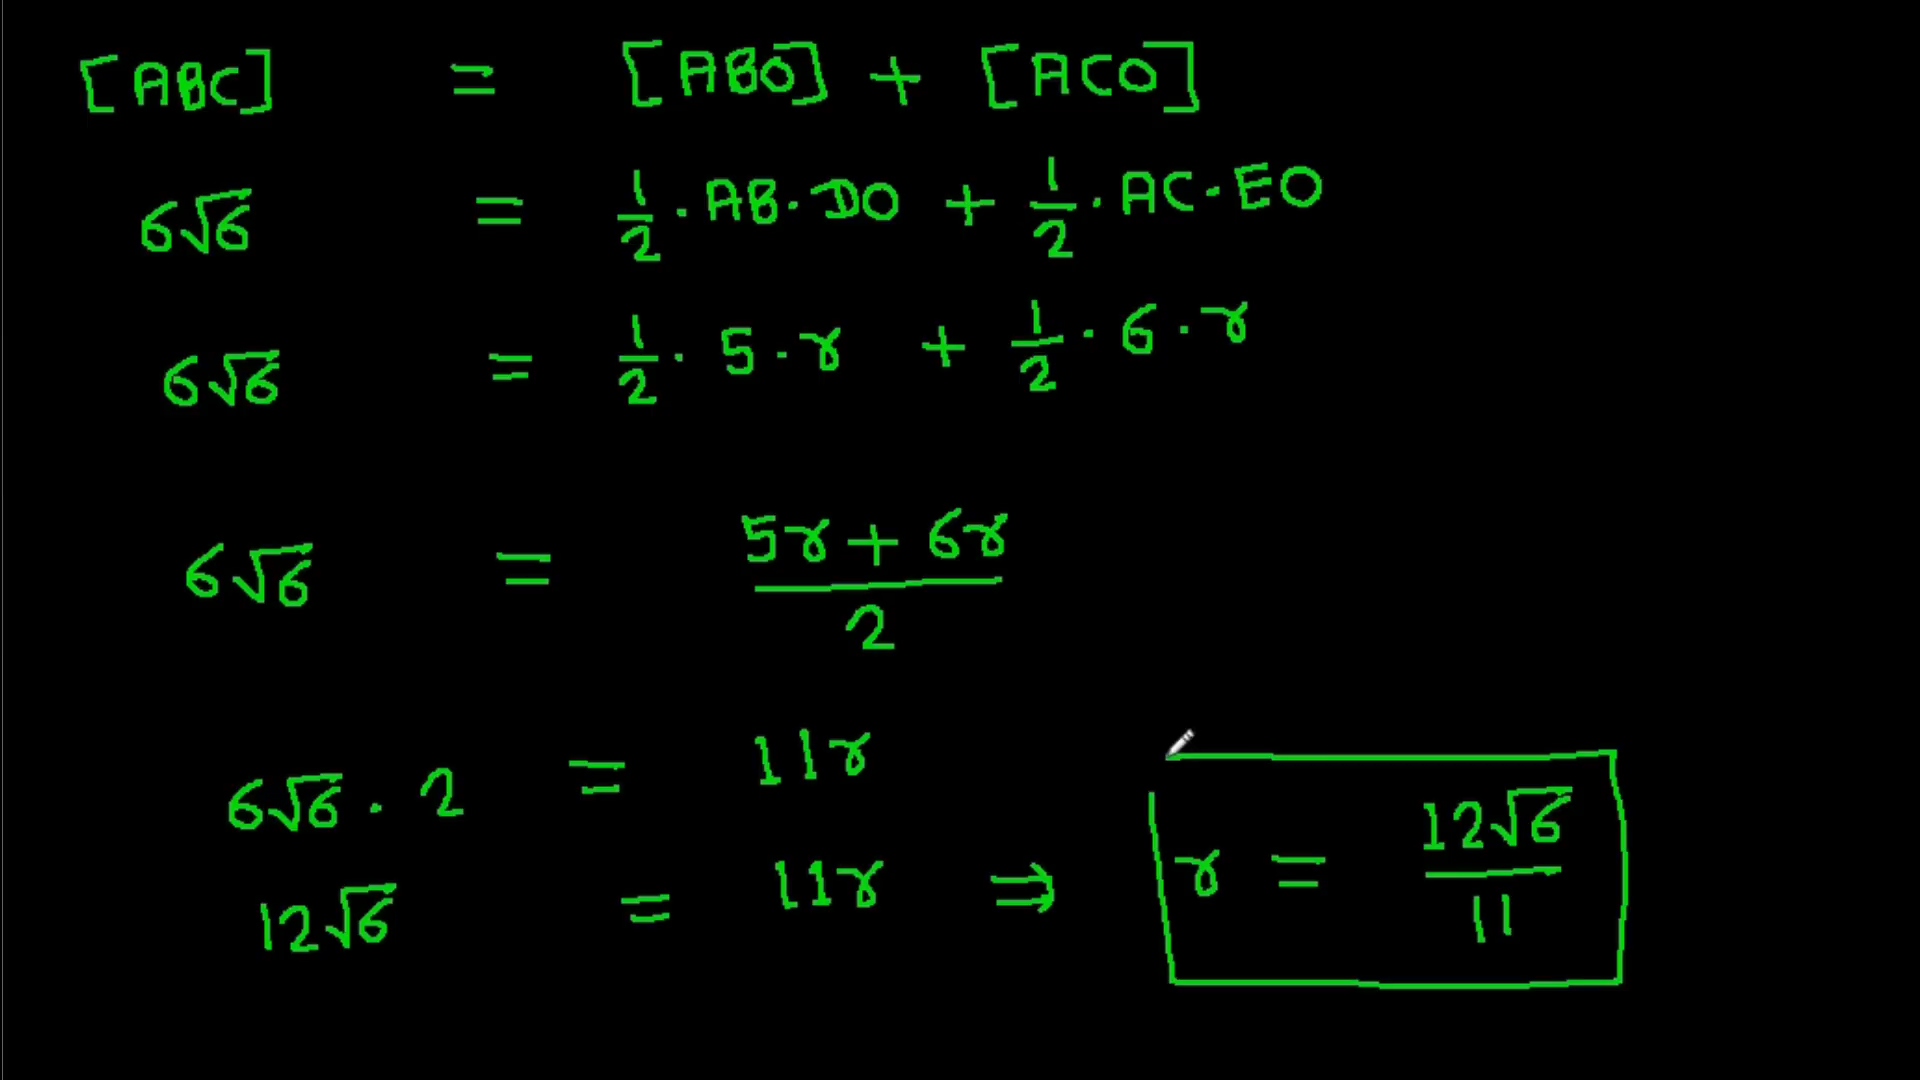 [ABC] = [ABO] + [ACO]
6√6 = 1/2 · AB · DO + 1/2 · AC · EO
6√6 = 1/2 · 5 · r + 1/2 · 6 · r
6√6 = (5r + 6r)/2
6√6 · 2 = 11r
12√6 = 11r ⇒ r = 12√6/11